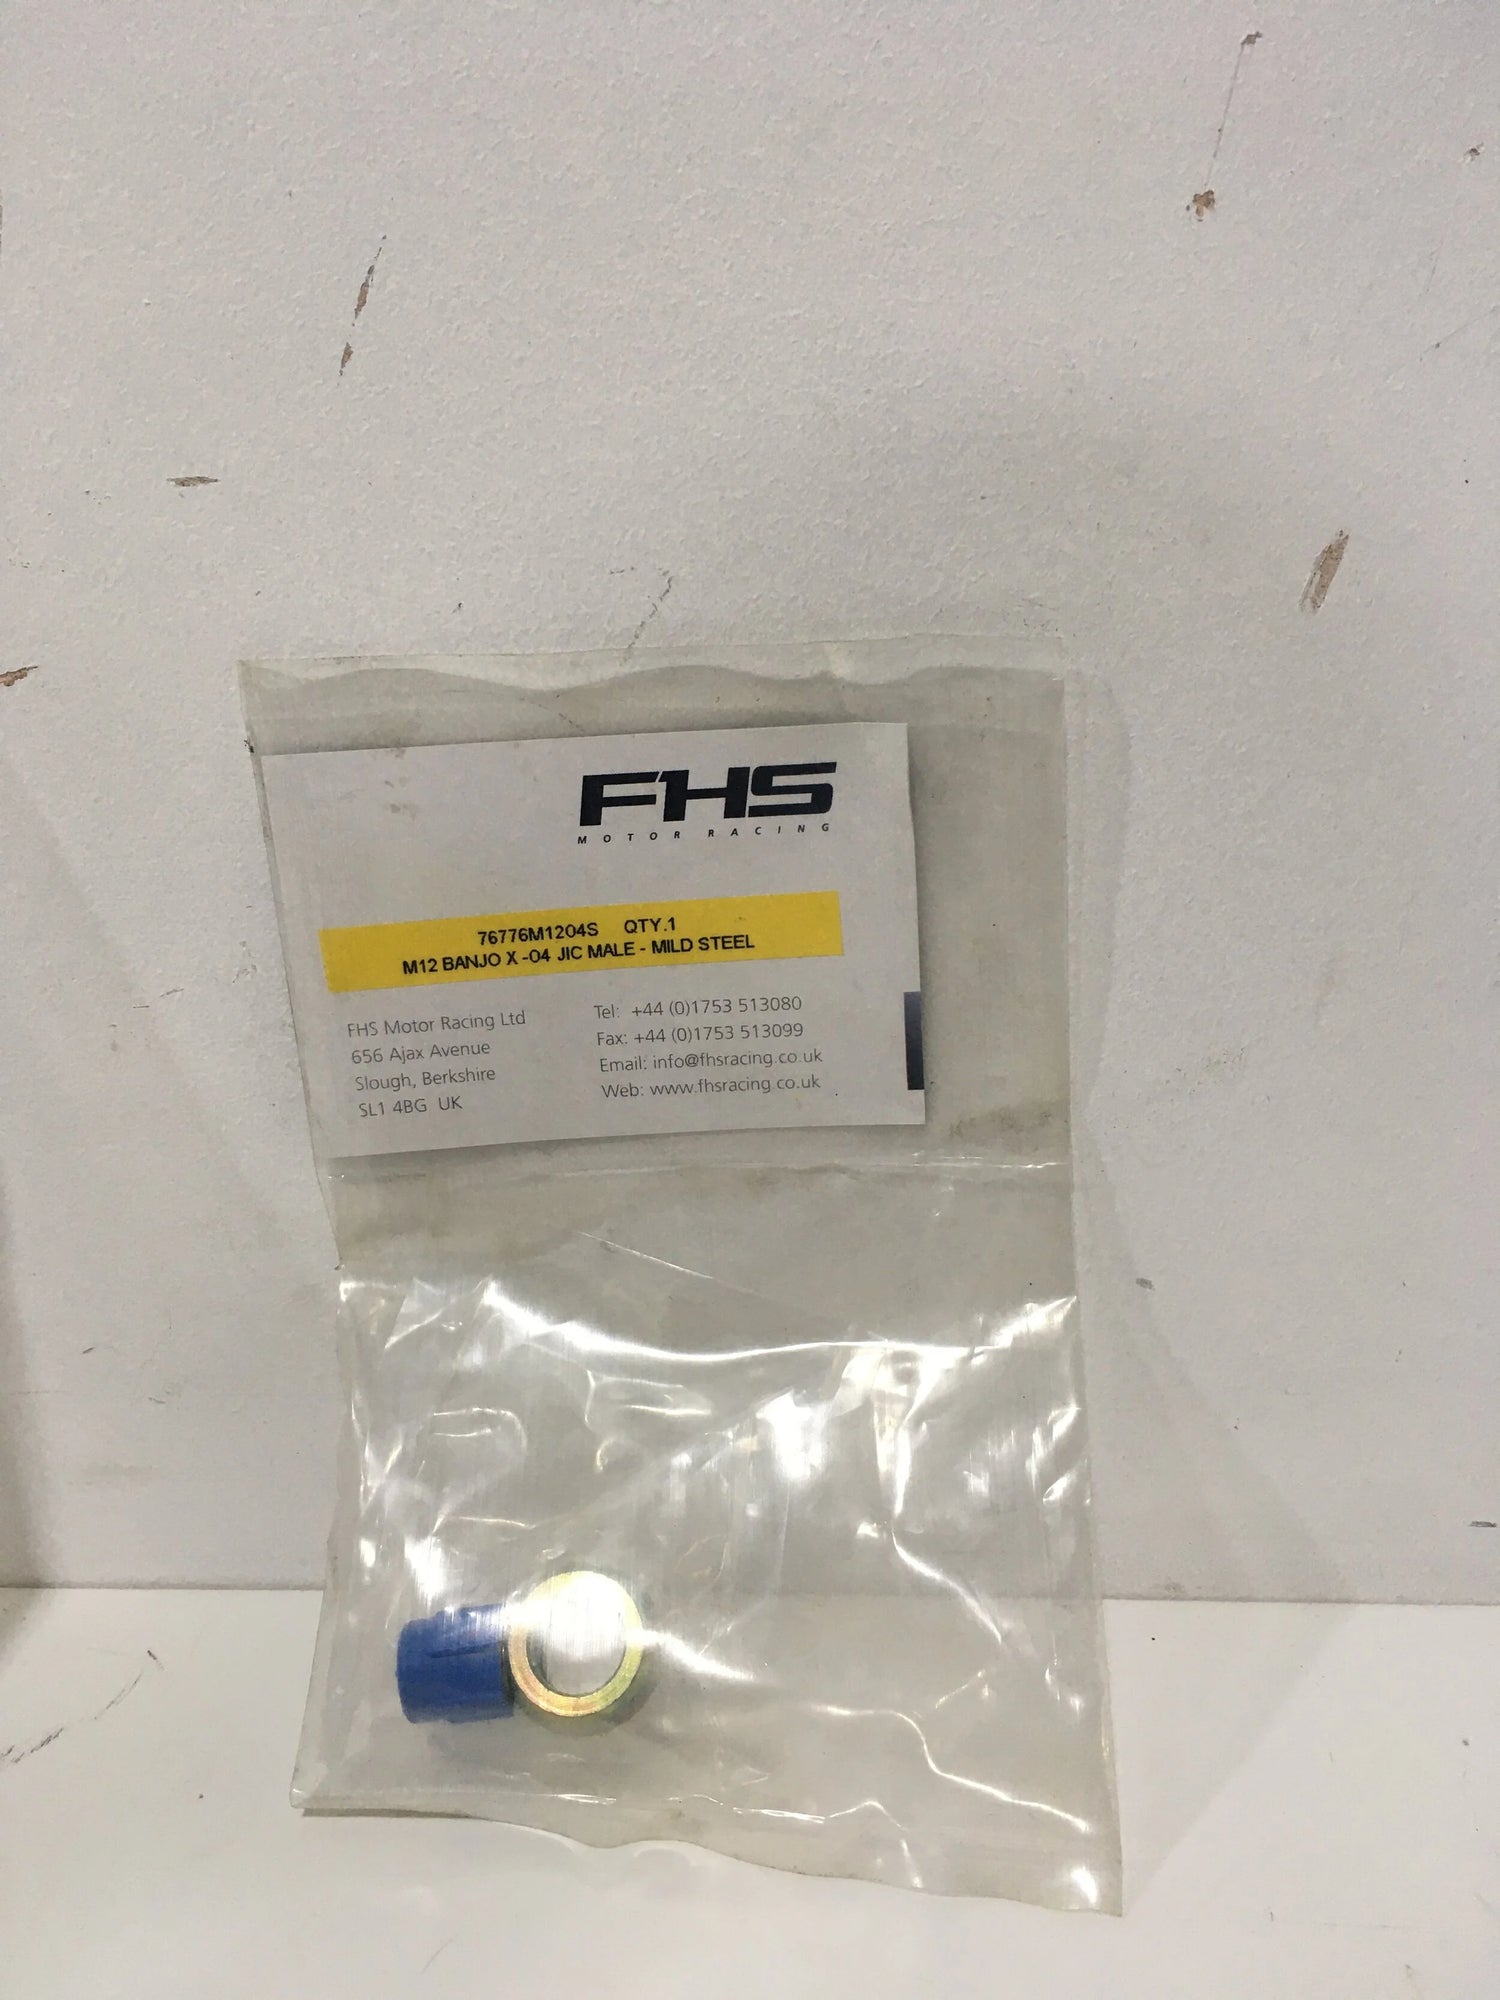 FHS
MOTOR RACING
76776M1204S QTY.1
M12 BANJO X -04 JIC MALE - MILD STEEL
FHS Motor Racing Ltd
656 Ajax Avenue
Slough, Berkshire
SL1 4BG UK
Tel: +44 (0)1753 513080
Fax: +44 (0)1753 513099
Email: info@fhsracing.co.uk
Web: www.fhsracing.co.uk